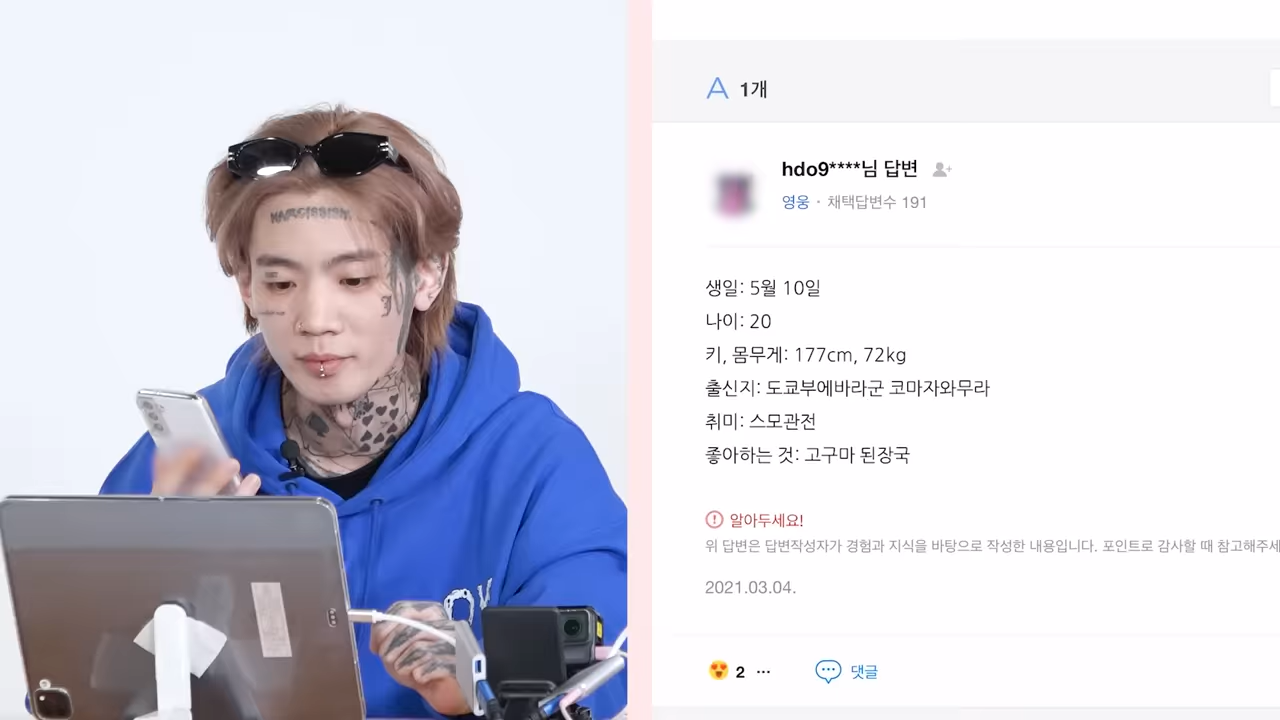 NARCISSISM
A 1개
hdo9****님 답변
영웅 · 채택답변수 191
생일: 5월 10일
나이: 20
키, 몸무게: 177cm, 72kg
출신지: 도쿄부에바라군 코마자와무라
취미: 스모관전
좋아하는 것: 고구마 된장국
알아두세요!
위 답변은 답변작성자가 경험과 지식을 바탕으로 작성한 내용입니다. 포인트로 감사할 때 참고해주세
2021.03.04.
2 ···
댓글